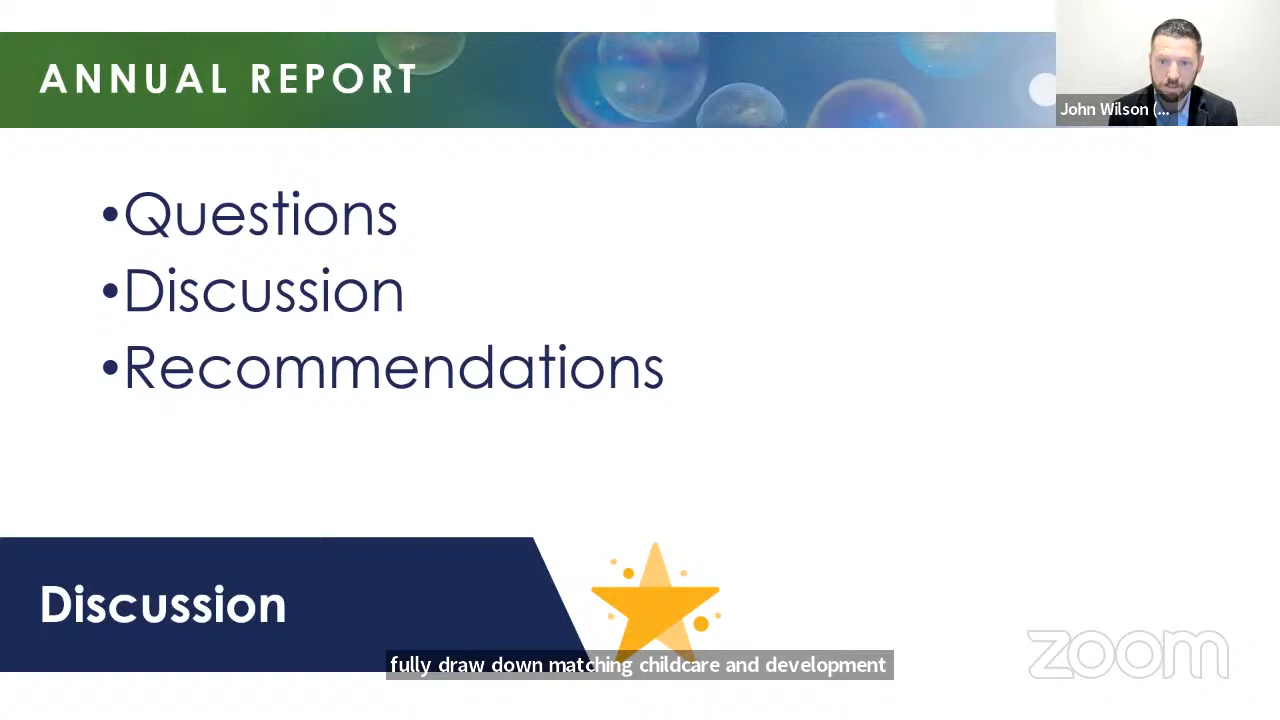 ANNUAL REPORT
John Wilson (...
•Questions
•Discussion
•Recommendations
Discussion
fully draw down matching childcare and development
zoom